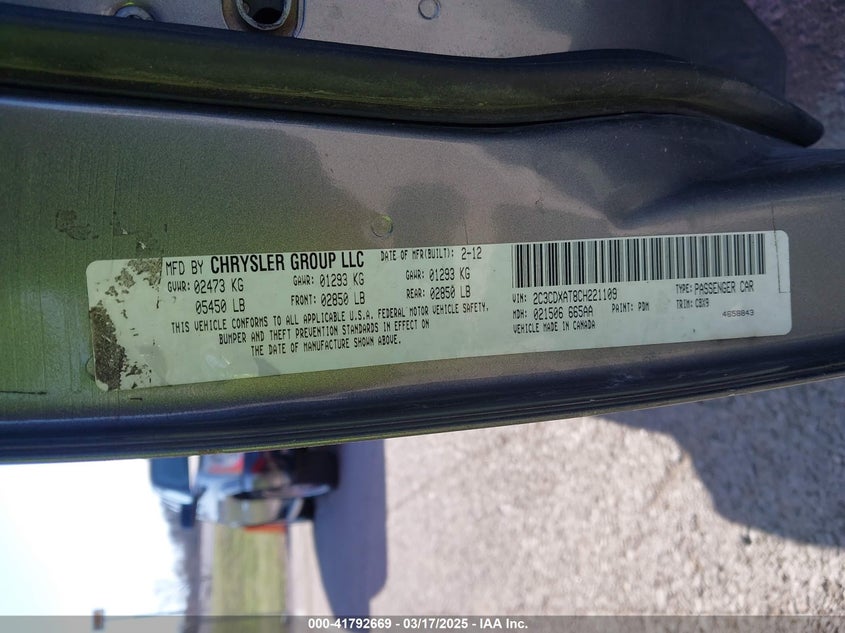 MFD BY CHRYSLER GROUP LLC DATE OF MFR(BUILT): 2-12
GVWR: 02473 KG GAWR: 01293 KG GAWR: 01293 KG
05450 LB FRONT: 02850 LB REAR: 02850 LB
THIS VEHICLE CONFORMS TO ALL APPLICABLE U.S.A. FEDERAL MOTOR VEHICLE SAFETY,
BUMPER AND THEFT PREVENTION STANDARDS IN EFFECT ON
THE DATE OF MANUFACTURE SHOWN ABOVE.
VIN: 2C3CDXAT8CH221109 TYPE: PASSENGER CAR
MDH: 021506 665AA PAINT: PDM TRIM: CBX9
VEHICLE MADE IN CANADA 4658843
000-41792669 - 03/17/2025 - IAA Inc.